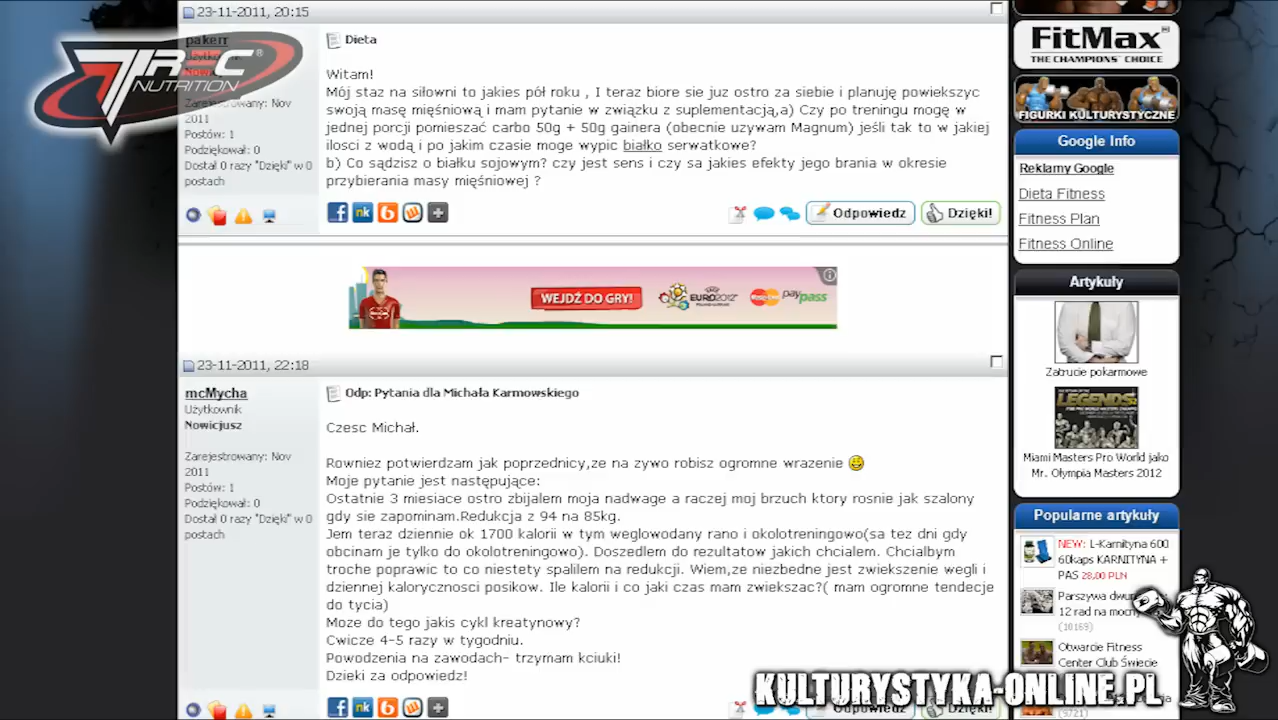 23-11-2011, 20:15
pakerr
Nowicjusz
Zarejestrowany: Nov
2011
Postów: 1
Podziękował: 0
Dostał 0 razy "Dzięki" w 0
postach
TREC
NUTRITION
Dieta
Witam!
Mój staz na siłowni to jakies pół roku , I teraz biore sie juz ostro za siebie i planuję powiekszyc
swoją masę mięśniową i mam pytanie w związku z suplementacją,a) Czy po treningu mogę w
jednej porcji pomieszać carbo 50g + 50g gainera (obecnie uzywam Magnum) jeśli tak to w jakiej
ilosci z wodą i po jakim czasie moge wypic białko serwatkowe?
b) Co sądzisz o białku sojowym? czy jest sens i czy sa jakies efekty jego brania w okresie
przybierania masy mięśniowej ?
Odpowiedz
Dzięki!
WEJDŹ DO GRY!
EURO2012
MasterCard
paypass
23-11-2011, 22:18
mcMycha
Użytkownik
Nowicjusz
Zarejestrowany: Nov
2011
Postów: 1
Podziękował: 0
Dostał 0 razy "Dzięki" w 0
postach
Odp: Pytania dla Michała Karmowskiego
Czesc Michał.
Rowniez potwierdzam jak poprzednicy,ze na zywo robisz ogromne wrazenie
Moje pytanie jest następujące:
Ostatnie 3 miesiace ostro zbijalem moja nadwage a raczej moj brzuch ktory rosnie jak szalony
gdy sie zapominam.Redukcja z 94 na 85kg.
Jem teraz dziennie ok 1700 kalorii w tym weglowodany rano i okolotreningowo(sa tez dni gdy
obcinam je tylko do okolotreningowo). Doszedlem do rezultatow jakich chcialem. Chcialbym
troche poprawic to co niestety spalilem na redukcji. Wiem,ze niezbedne jest zwiekszenie wegli i
dziennej kalorycznosci posikow. Ile kalorii i co jaki czas mam zwiekszac?( mam ogromne tendecje
do tycia)
Moze do tego jakis cykl kreatynowy?
Cwicze 4-5 razy w tygodniu.
Powodzenia na zawodach- trzymam kciuki!
Dzieki za odpowiedz!
Odpowiedz
Dzięki!
FitMax
THE CHAMPIONS' CHOICE
FIGURKI KULTURYSTYCZNE
Google Info
Reklamy Google
Dieta Fitness
Fitness Plan
Fitness Online
Artykuły
Zatrucie pokarmowe
LEGENDS
Miami Masters Pro World jako
Mr. Olympia Masters 2012
Popularne artykuły
NEW: L-Karnityna 600
60kaps KARNITYNA +
PAS 28,00 PLN
Parszywa
12 rad na
(10169)
Otwarcie Fitness
Center Club Świecie
(9721)
KULTURYSTYKA-ONLINE.PL